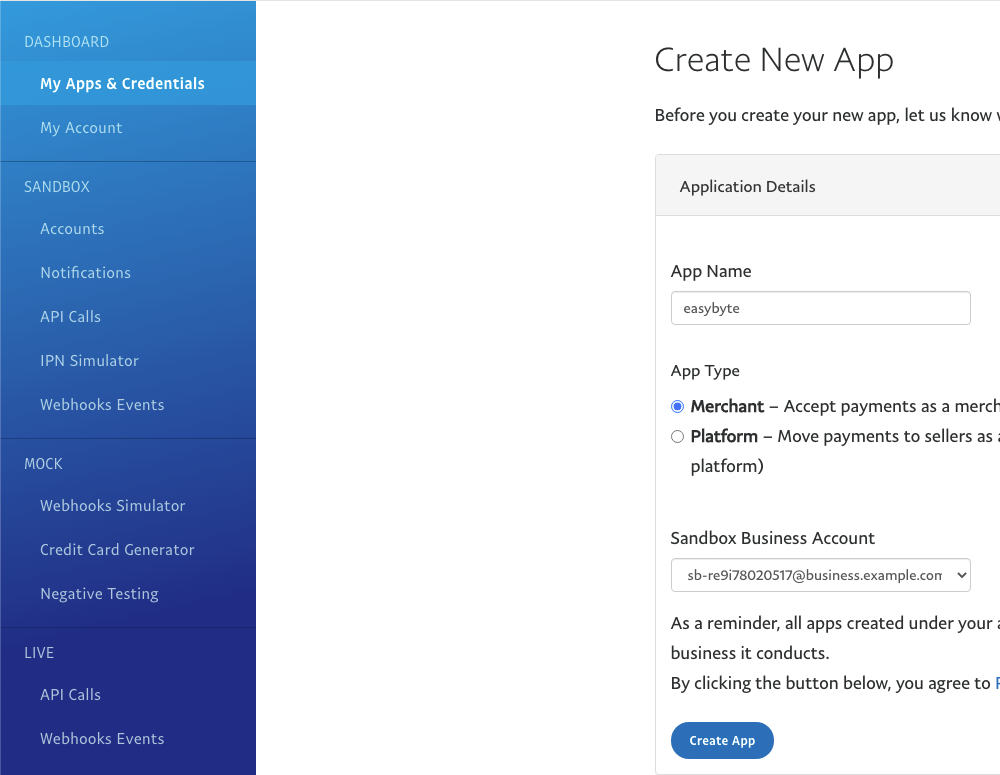 DASHBOARD
My Apps & Credentials
My Account
SANDBOX
Accounts
Notifications
API Calls
IPN Simulator
Webhooks Events
MOCK
Webhooks Simulator
Credit Card Generator
Negative Testing
LIVE
API Calls
Webhooks Events
Create New App
Before you create your new app, let us know
Application Details
App Name
easybyte
App Type
Merchant – Accept payments as a merch
Platform – Move payments to sellers as
platform)
Sandbox Business Account
sb-re9i78020517@business.example.com
As a reminder, all apps created under your
business it conducts.
By clicking the button below, you agree to
Create App